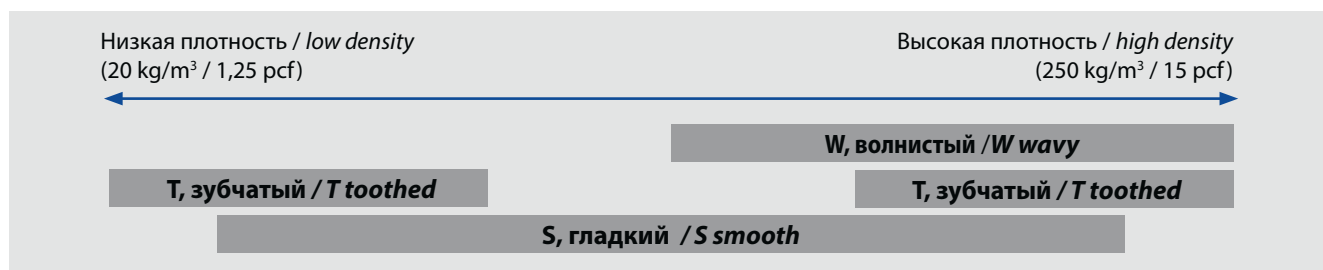 Низкая плотность / low density
(20 kg/m³ / 1,25 pcf)
Высокая плотность / high density
(250 kg/m³ / 15 pcf)
W, волнистый /W wavy
T, зубчатый / T toothed
T, зубчатый / T toothed
S, гладкий / S smooth